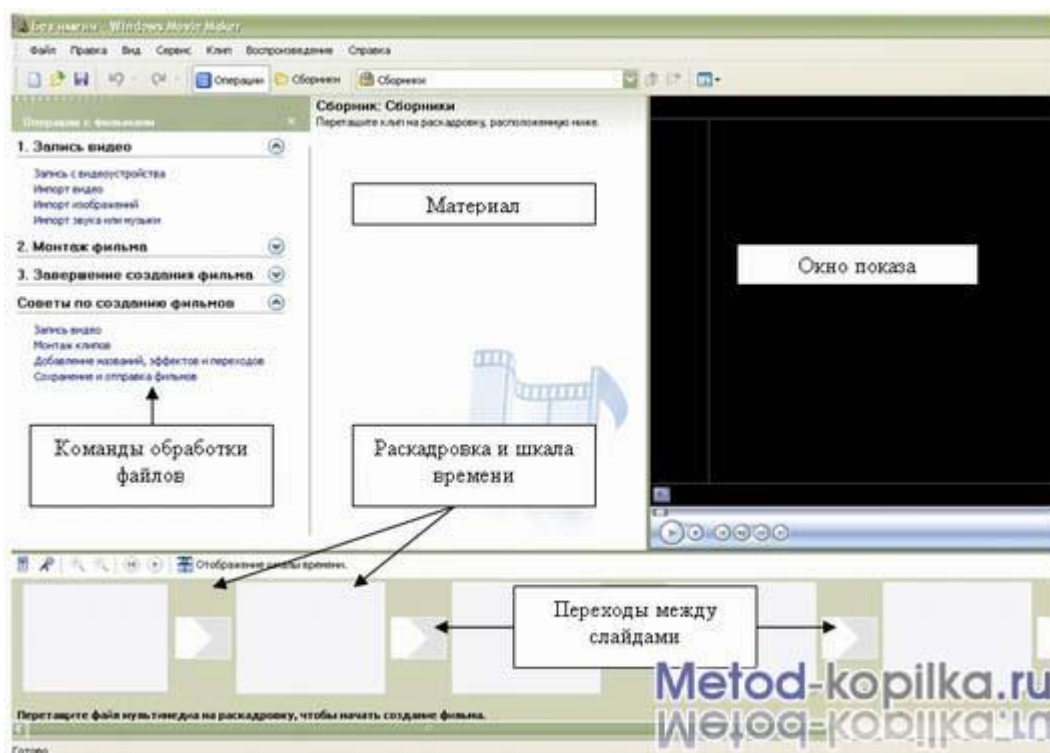 Без имени - Windows Movie Maker
Файл Правка Вид Сервис Клип Воспроизведение Справка
Операции Сборники Сборники
Операции с фильмами
Сборник: Сборники
Перетащите клип на раскадровку, расположенную ниже.
1. Запись видео
Запись с видеоустройства
Импорт видео
Импорт изображений
Импорт звука или музыки
2. Монтаж фильма
3. Завершение создания фильма
Советы по созданию фильмов
Запись видео
Монтаж клипов
Добавление названий, эффектов и переходов
Сохранение и отправка фильмов
Материал
Окно показа
Команды обработки
файлов
Раскадровка и шкала
времени
Отображение шкалы времени.
Переходы между
слайдами
Metod-kopilka.ru
Перетащите файл мультимедиа на раскадровку, чтобы начать создание фильма.
Готово